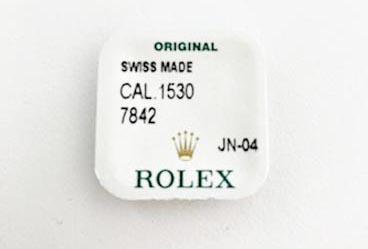 ORIGINAL
SWISS MADE
CAL.1530
7842
JN-04
ROLEX